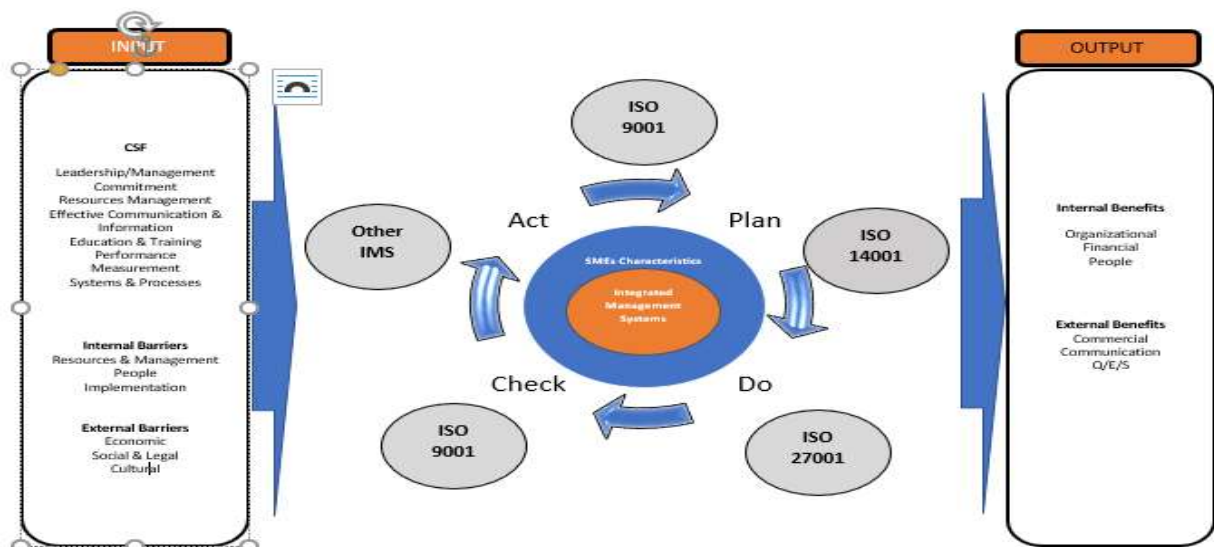 INPUT
CSF
Leadership/Management
Commitment
Resources Management
Effective Communication &
Information
Education & Training
Performance
Measurement
Systems & Processes
Internal Barriers
Resources & Management
People
Implementation
External Barriers
Economic
Social & Legal
Cultural
ISO
9001
Act
Plan
Other
IMS
ISO
14001
SMEs Characteristics
Integrated
Management
Systems
Check
Do
ISO
9001
ISO
27001
OUTPUT
Internal Benefits
Organizational
Financial
People
External Benefits
Commercial
Communication
Q/E/S